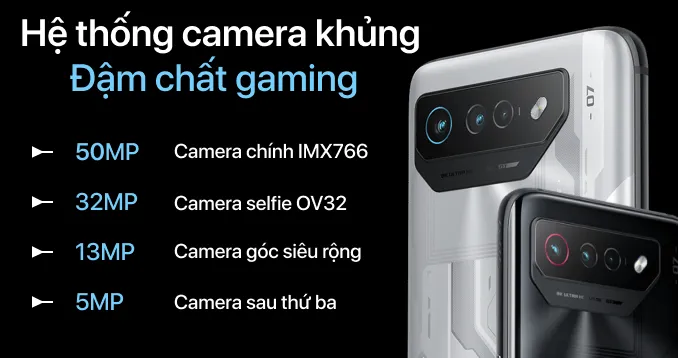 Hệ thống camera khủng
Đậm chất gaming
50MP Camera chính IMX766
32MP Camera selfie OV32
13MP Camera góc siêu rộng
5MP Camera sau thứ ba
07